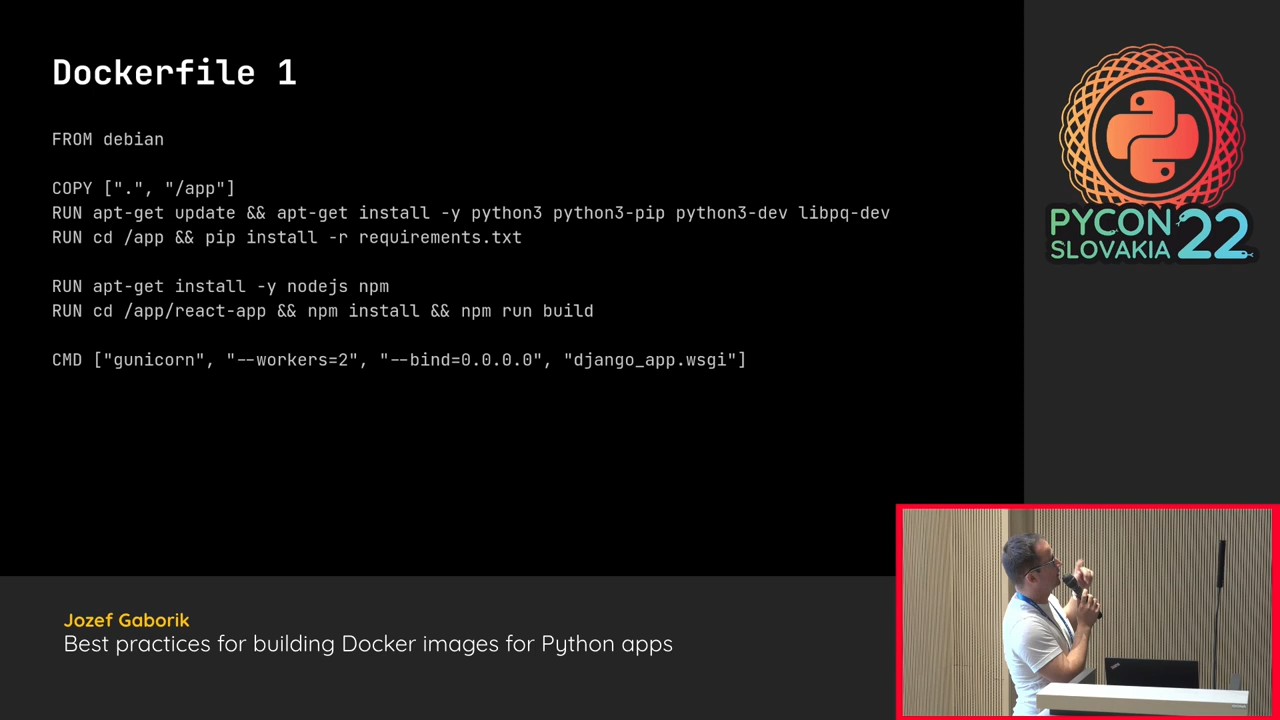 Dockerfile 1
FROM debian
COPY [".", "/app"]
RUN apt-get update && apt-get install -y python3 python3-pip python3-dev libpq-dev
RUN cd /app && pip install -r requirements.txt
RUN apt-get install -y nodejs npm
RUN cd /app/react-app && npm install && npm run build
CMD ["gunicorn", "--workers=2", "--bind=0.0.0.0", "django_app.wsgi"]
PYCON
SLOVAKIA
22
Jozef Gaborik
Best practices for building Docker images for Python apps